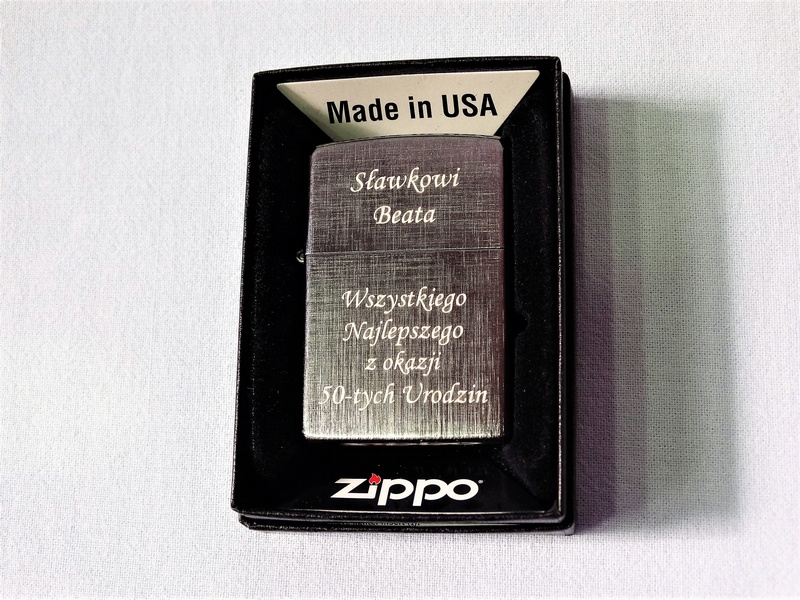 Made in USA
Sławkowi
Beata
Wszystkiego
Najlepszego
z okazji
50-tych Urodzin
zippo